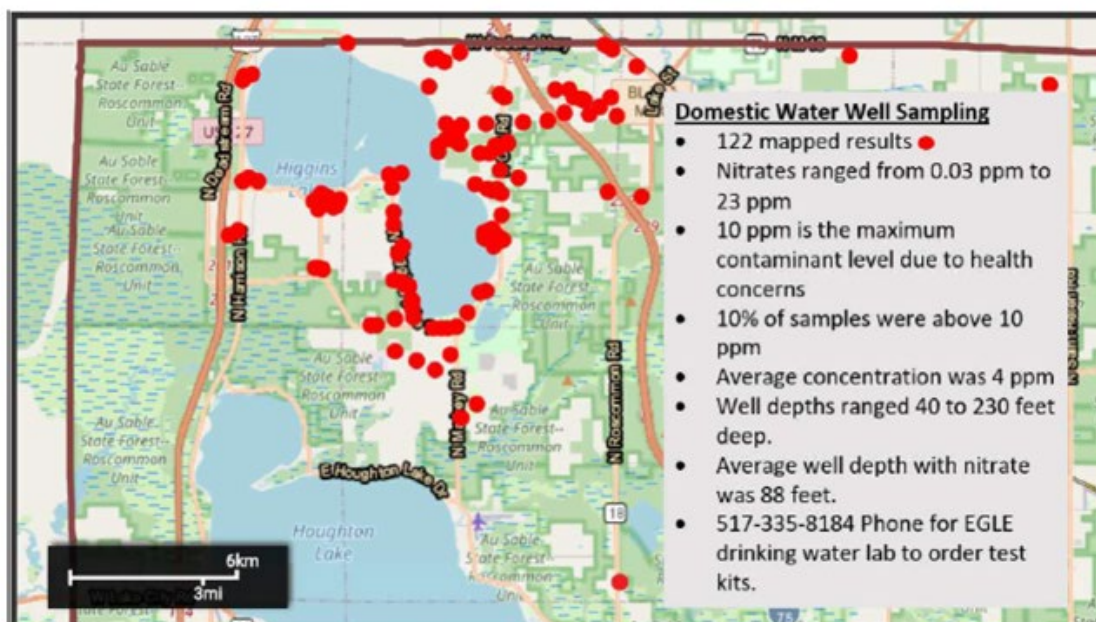 Au Sable
State Forest--
Roscommon
Unit
US 127
N Harrison R
Higgins
Au Sable
State Forest--
Roscommon
Unit
Au Sable
State Forest--
Roscommon
Unit
Au Sable
State Forest--
Roscommon
Unit
Au Sable
State Forest--
Roscommon
Unit
Au Sable
State Forest--
Roscommon
Unit
Au Sable
State Forest--
Roscommon
Unit
Lake St
N Roscommon Rd
18
E Houghton Lake Dr
Houghton
Lake
Au Sable
State Forest--
Roscommon
75
6km
3mi
Domestic Water Well Sampling
• 122 mapped results
• Nitrates ranged from 0.03 ppm to
23 ppm
• 10 ppm is the maximum
contaminant level due to health
concerns
• 10% of samples were above 10
ppm
• Average concentration was 4 ppm
• Well depths ranged 40 to 230 feet
deep.
• Average well depth with nitrate
was 88 feet.
• 517-335-8184 Phone for EGLE
drinking water lab to order test
kits.